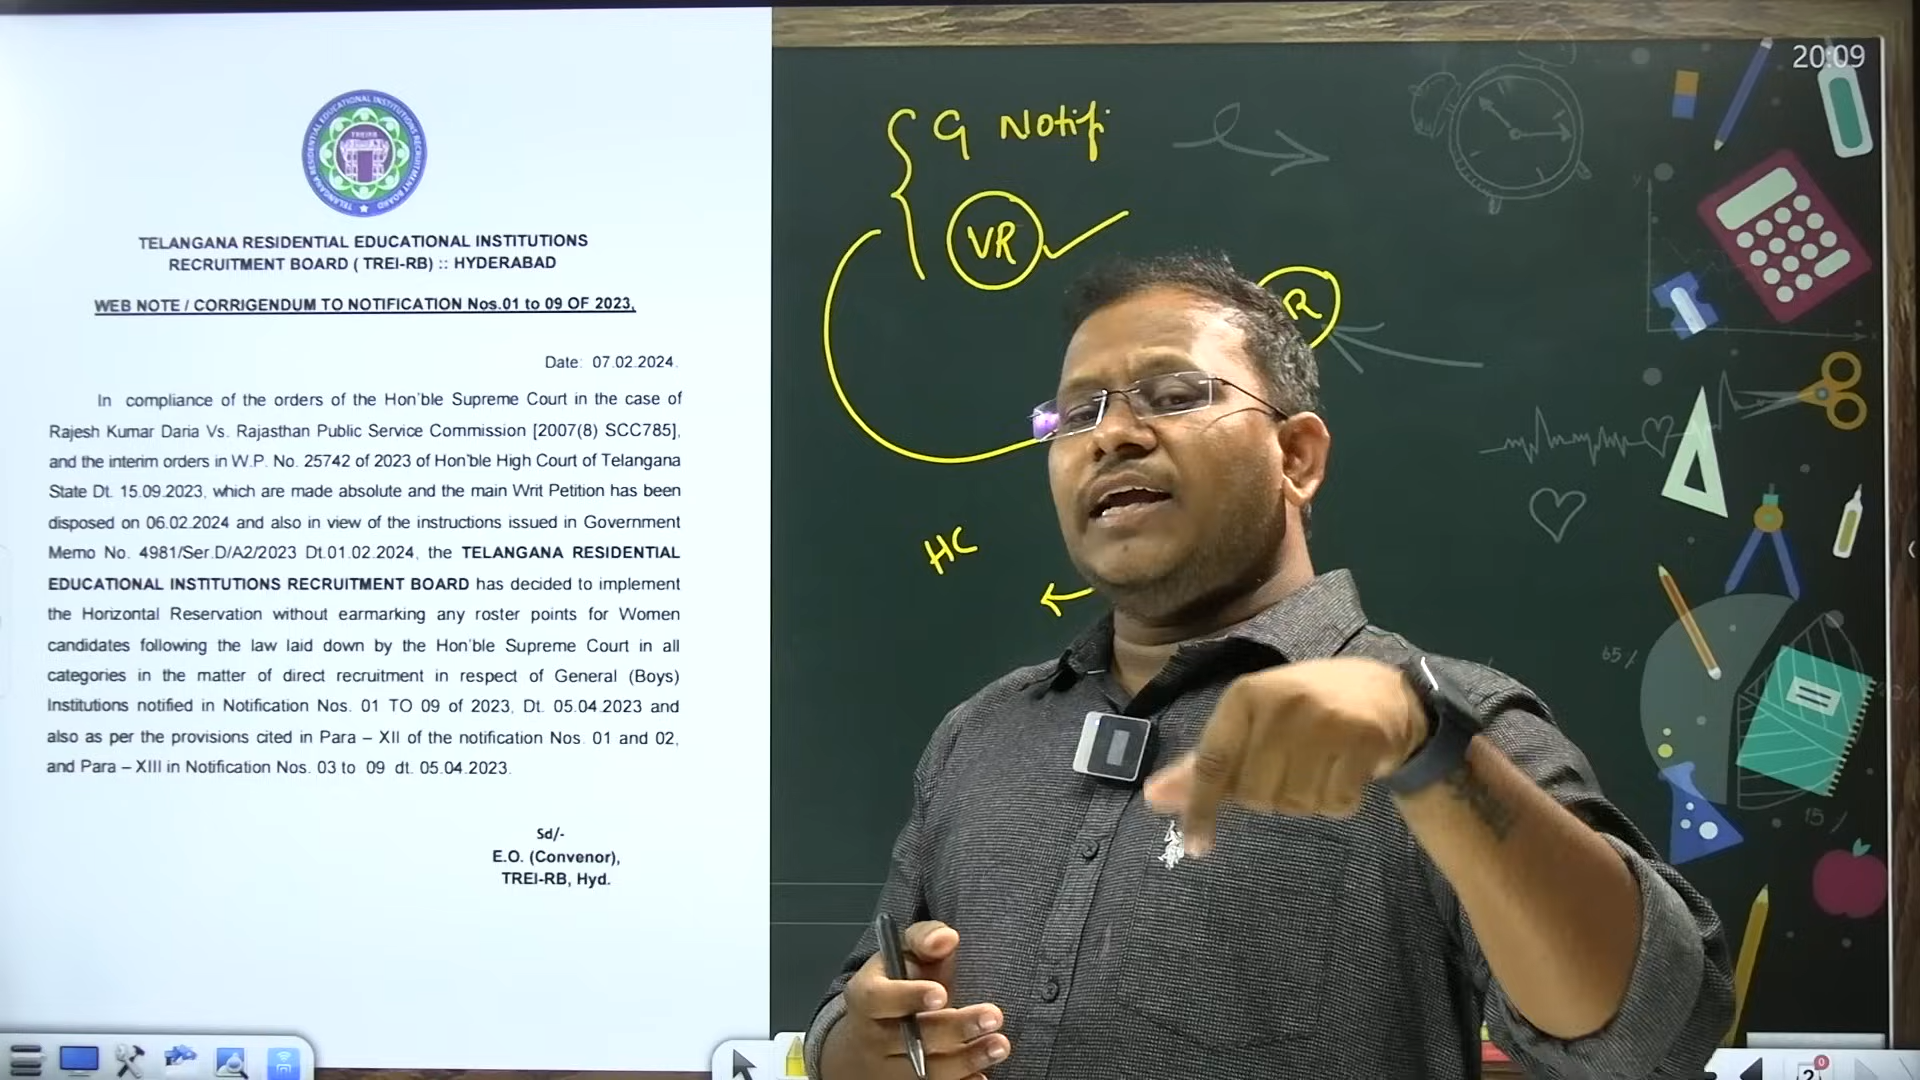 TELANGANA RESIDENTIAL EDUCATIONAL INSTITUTIONS
RECRUITMENT BOARD ( TREI-RB) :: HYDERABAD
WEB NOTE / CORRIGENDUM TO NOTIFICATION Nos.01 to 09 OF 2023,
Date: 07.02.2024.
In compliance of the orders of the Hon'ble Supreme Court in the case of
Rajesh Kumar Daria Vs. Rajasthan Public Service Commission [2007(8) SCC785],
and the interim orders in W.P. No. 25742 of 2023 of Hon'ble High Court of Telangana
State Dt. 15.09.2023, which are made absolute and the main Writ Petition has been
disposed on 06.02.2024 and also in view of the instructions issued in Government
Memo No. 4981/Ser.D/A2/2023 Dt.01.02.2024, the TELANGANA RESIDENTIAL
EDUCATIONAL INSTITUTIONS RECRUITMENT BOARD has decided to implement
the Horizontal Reservation without earmarking any roster points for Women
candidates following the law laid down by the Hon'ble Supreme Court in all
categories in the matter of direct recruitment in respect of General (Boys)
Institutions notified in Notification Nos. 01 TO 09 of 2023, Dt. 05.04.2023 and
also as per the provisions cited in Para – XII of the notification Nos. 01 and 02,
and Para – XIII in Notification Nos. 03 to 09 dt. 05.04.2023.
Sd/-
E.O. (Convenor),
TREI-RB, Hyd.
20:09
9 Notifi
VR
R
HC
65%
15%